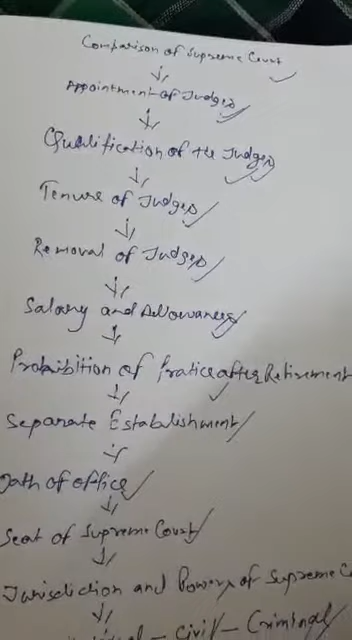 Comparison of Supreme Court
Appointment of Judges
Qualification of the Judges
Tenure of Judges
Removal of Judges
Salary and Allowances
Prohibition of Pratice after Retirement
Separate Establishment
Oath of office
Seat of Supreme Court
Jurisdiction and Powers of Supreme
– Civil – Criminal